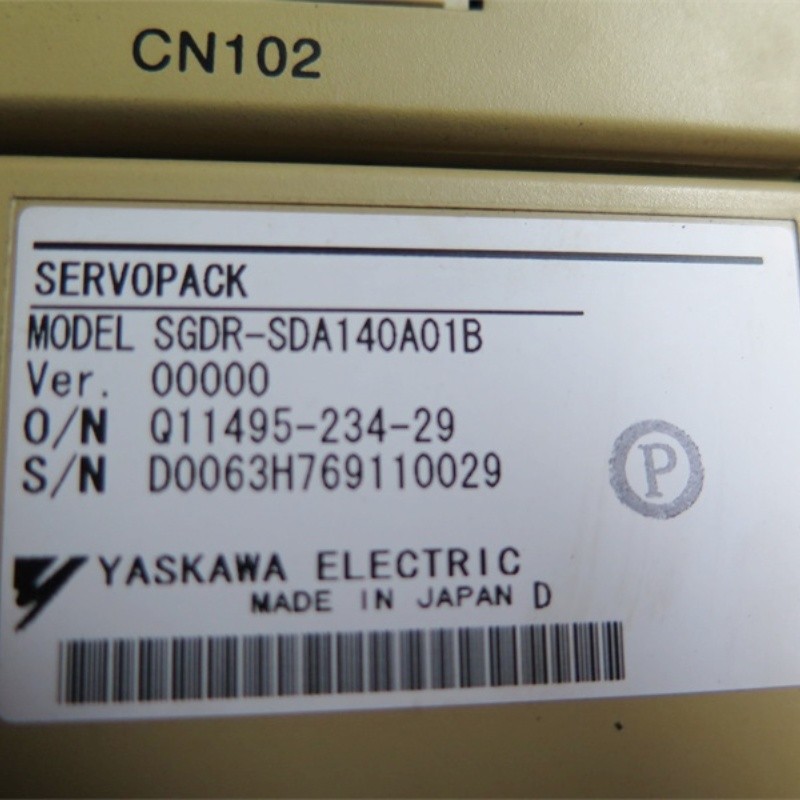 CN102
SERVOPACK
MODEL SGDR-SDA140A01B
Ver. 00000
O/N Q11495-234-29
S/N D0063H769110029
P
YASKAWA ELECTRIC
MADE IN JAPAN D